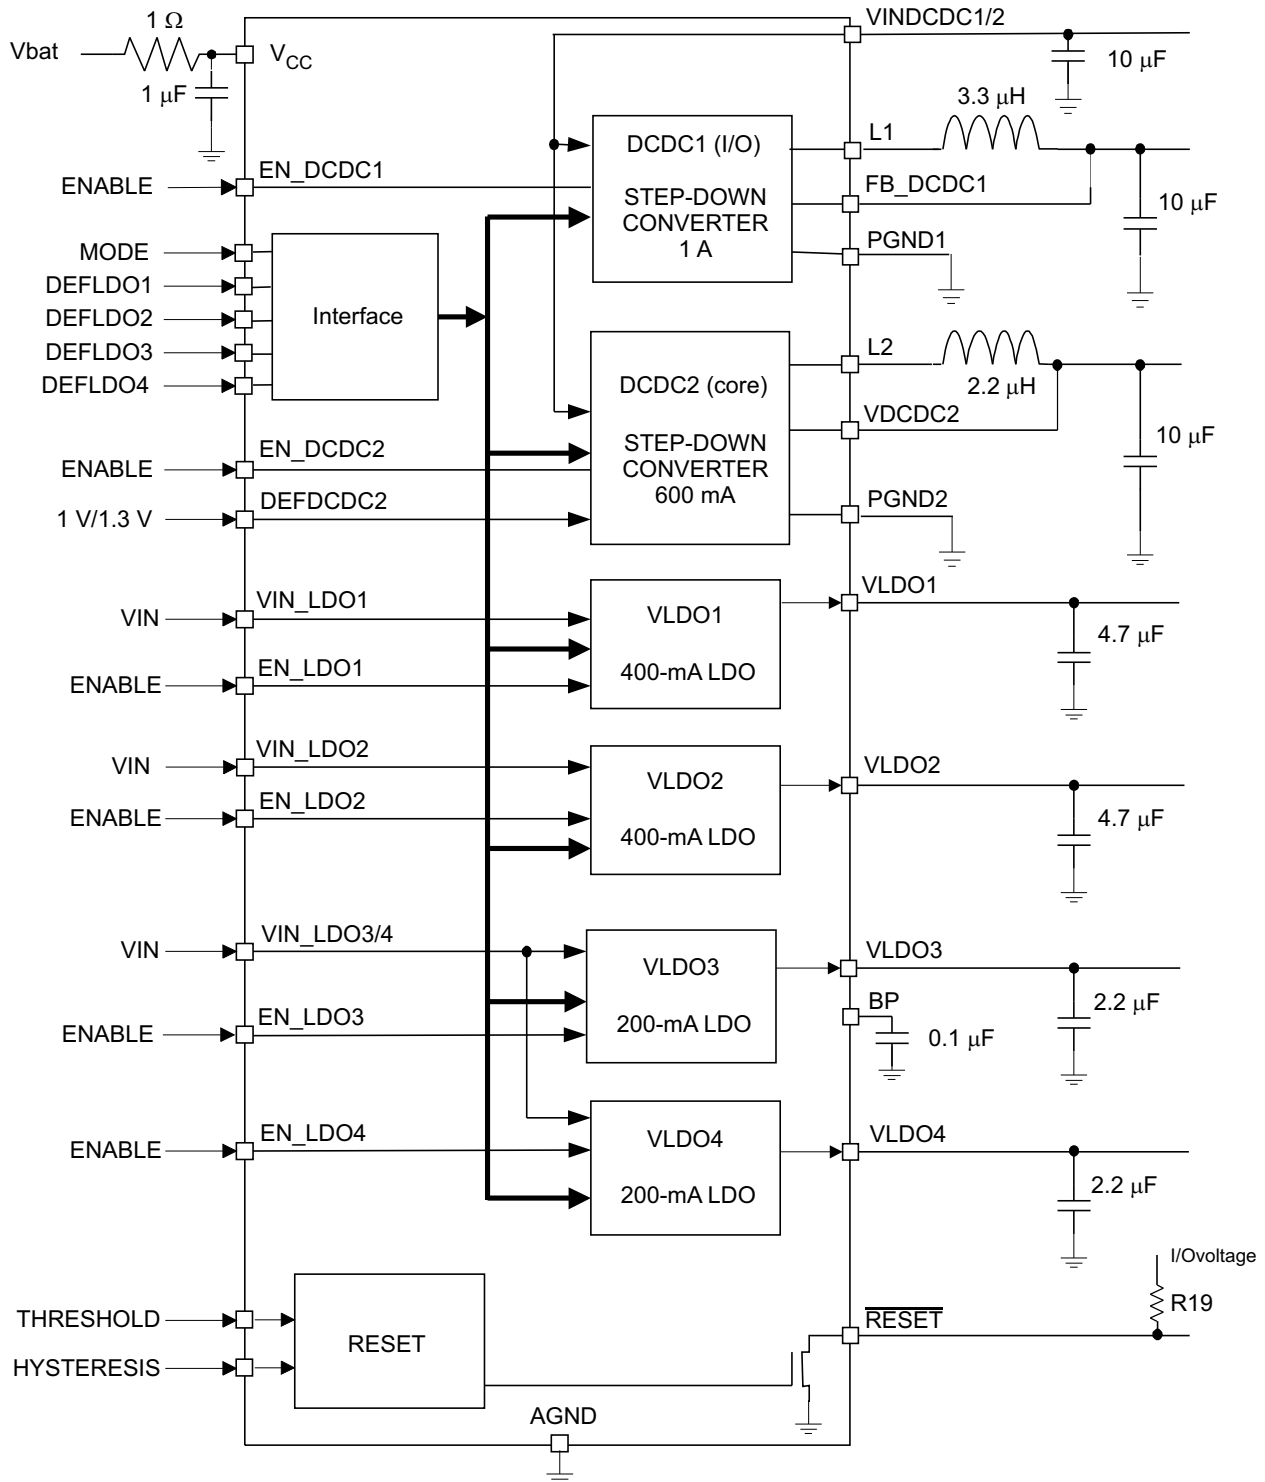 1 Ω
Vbat
VCC
1 μF
VINDCDC1/2
10 μF
3.3 μH
DCDC1 (I/O)
STEP-DOWN
CONVERTER
1 A
L1
FB_DCDC1
10 μF
PGND1
ENABLE
EN_DCDC1
MODE
DEFLDO1
DEFLDO2
DEFLDO3
DEFLDO4
Interface
L2
2.2 μH
DCDC2 (core)
STEP-DOWN
CONVERTER
600 mA
VDCDC2
10 μF
PGND2
ENABLE
EN_DCDC2
1 V/1.3 V
DEFDCDC2
VIN
VIN_LDO1
ENABLE
EN_LDO1
VLDO1
400-mA LDO
VLDO1
4.7 μF
VIN
VIN_LDO2
ENABLE
EN_LDO2
VLDO2
400-mA LDO
VLDO2
4.7 μF
VIN
VIN_LDO3/4
ENABLE
EN_LDO3
VLDO3
200-mA LDO
VLDO3
2.2 μF
BP
0.1 μF
ENABLE
EN_LDO4
VLDO4
200-mA LDO
VLDO4
2.2 μF
I/Ovoltage
R19
THRESHOLD
HYSTERESIS
RESET
RESET
AGND